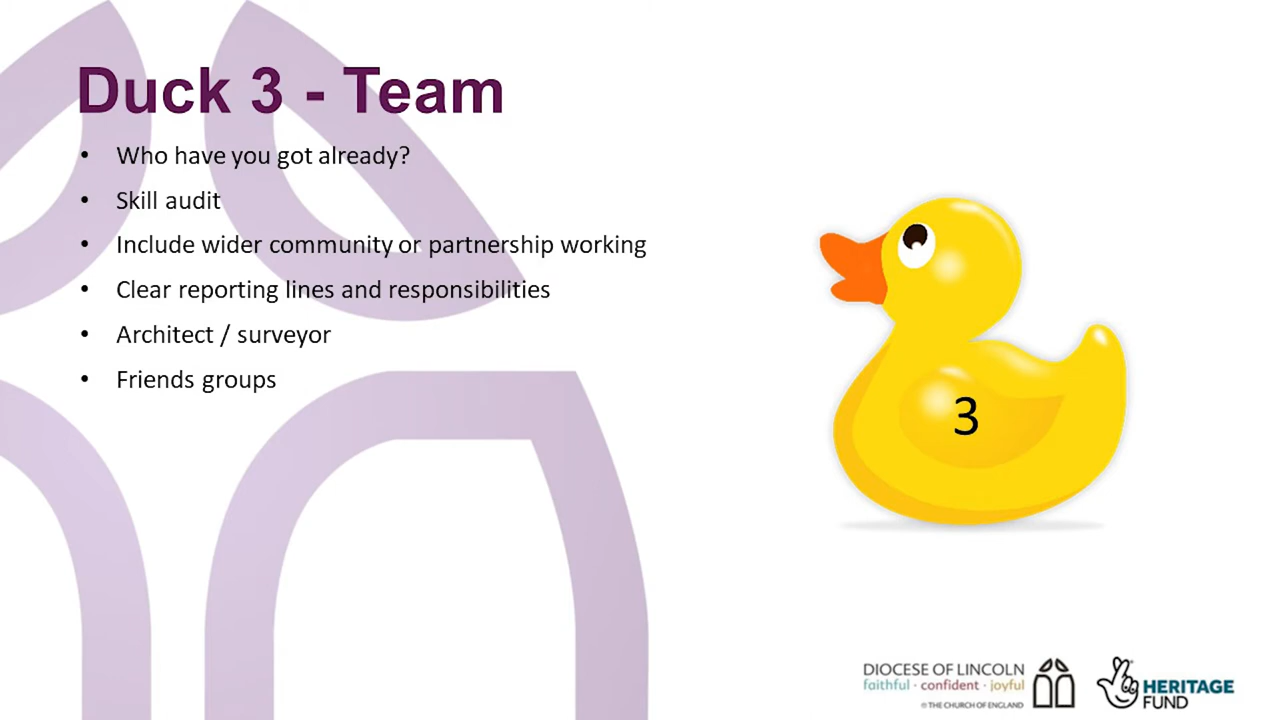 Duck 3 - Team
• Who have you got already?
• Skill audit
• Include wider community or partnership working
• Clear reporting lines and responsibilities
• Architect / surveyor
• Friends groups
3
DIOCESE OF LINCOLN
faithful · confident · joyful
© THE CHURCH OF ENGLAND
HERITAGE
FUND